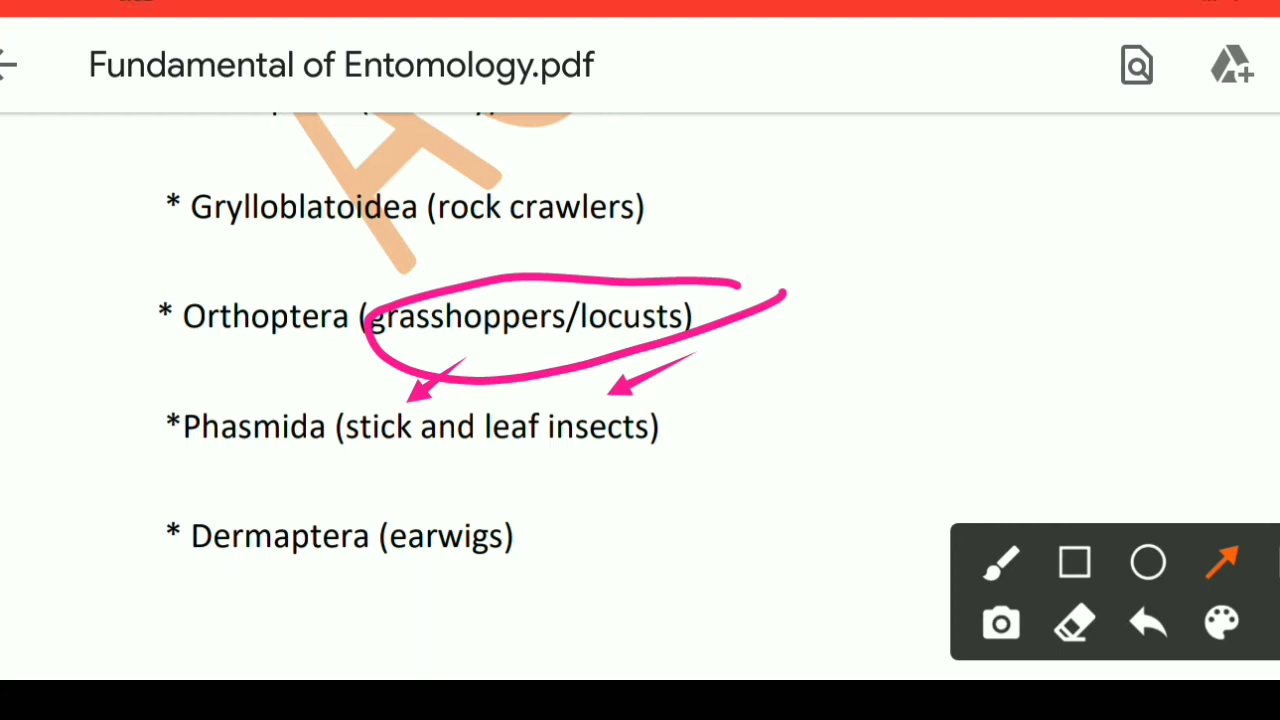 Fundamental of Entomology.pdf
* Grylloblatoidea (rock crawlers)
* Orthoptera (grasshoppers/locusts)
*Phasmida (stick and leaf insects)
* Dermaptera (earwigs)